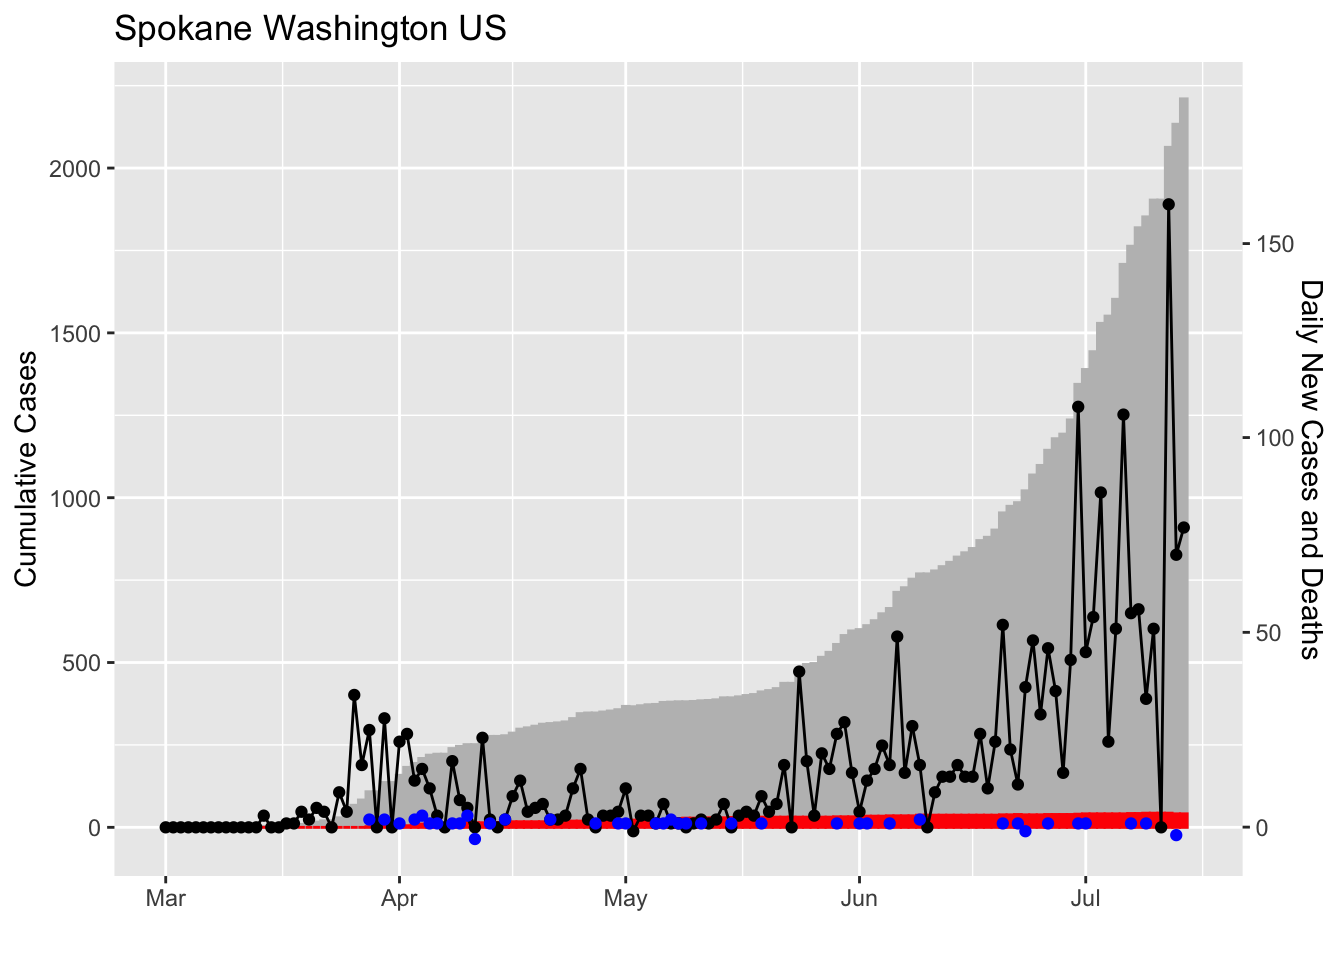 Spokane Washington US
Cumulative Cases
2000
1500
1000
500
0
150
100
50
0
Daily New Cases and Deaths
Mar
Apr
May
Jun
Jul